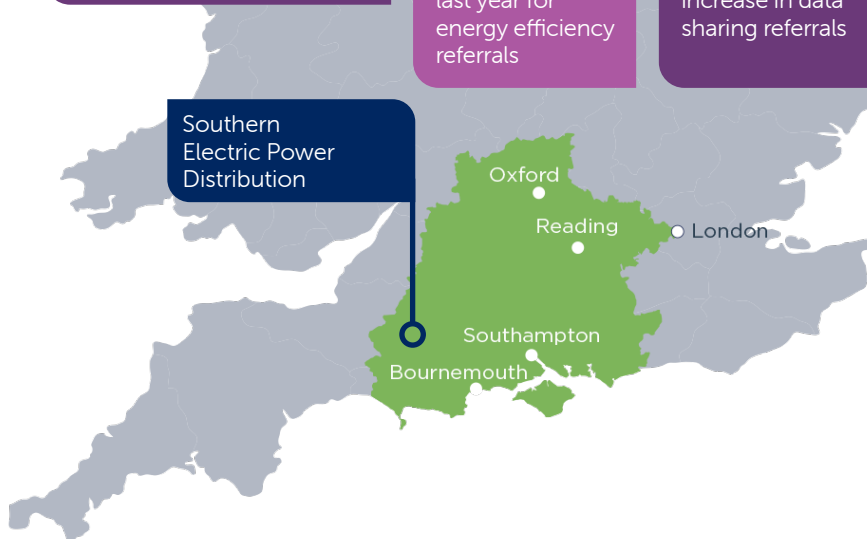 last year for
energy efficiency
referrals
increase in data
sharing referrals
Southern
Electric Power
Distribution
Oxford
Reading
London
Southampton
Bournemouth